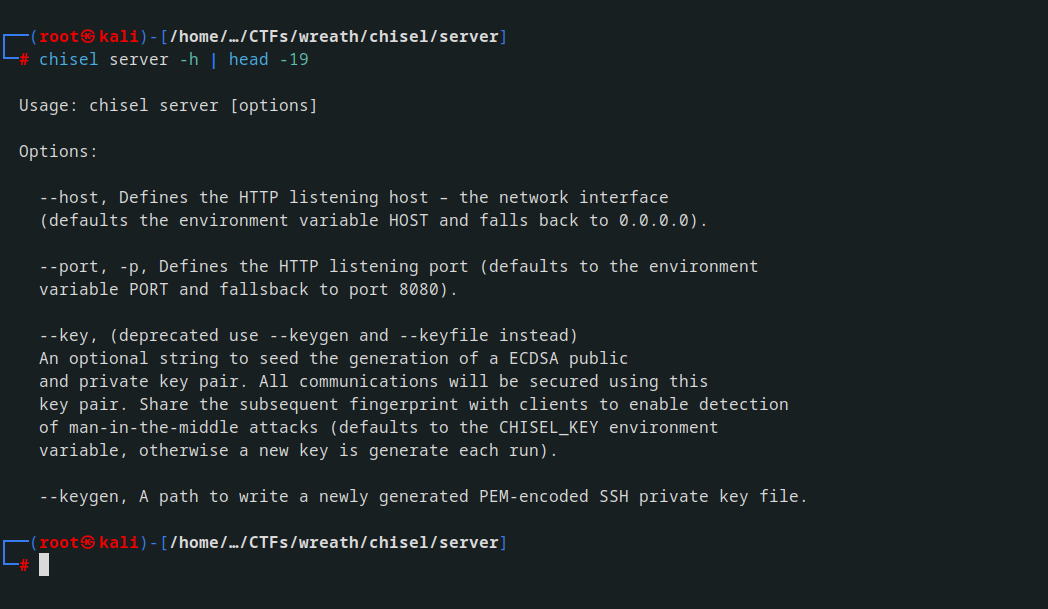 ┌──(root㉿kali)-[/home/…/CTFs/wreath/chisel/server]
└─# chisel server -h | head -19
Usage: chisel server [options]
Options:
--host, Defines the HTTP listening host – the network interface
(defaults the environment variable HOST and falls back to 0.0.0.0).
--port, -p, Defines the HTTP listening port (defaults to the environment
variable PORT and fallsback to port 8080).
--key, (deprecated use --keygen and --keyfile instead)
An optional string to seed the generation of a ECDSA public
and private key pair. All communications will be secured using this
key pair. Share the subsequent fingerprint with clients to enable detection
of man-in-the-middle attacks (defaults to the CHISEL_KEY environment
variable, otherwise a new key is generate each run).
--keygen, A path to write a newly generated PEM-encoded SSH private key file.
┌──(root㉿kali)-[/home/…/CTFs/wreath/chisel/server]
└─#